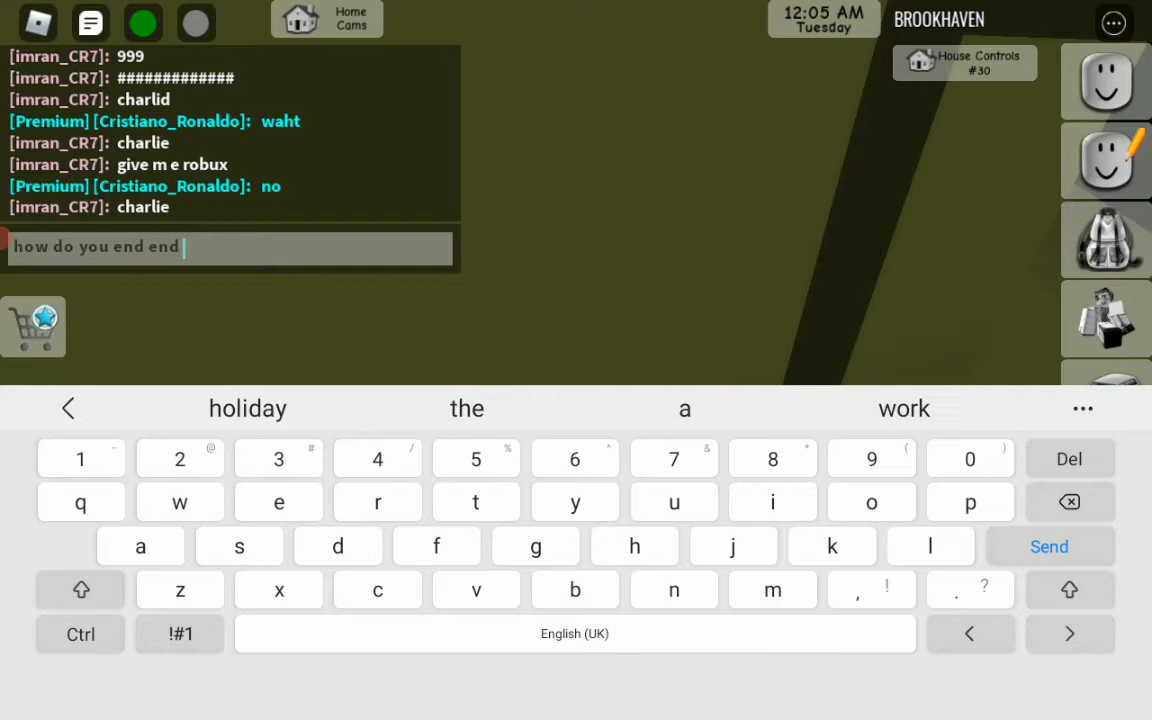 Home
Cams
12:05 AM
Tuesday
BROOKHAVEN
House Controls
#30
[imran_CR7]: 999
[imran_CR7]: #############
[imran_CR7]: charlid
[Premium] [Cristiano_Ronaldo]: waht
[imran_CR7]: charlie
[imran_CR7]: give m e robux
[Premium] [Cristiano_Ronaldo]: no
[imran_CR7]: charlie
how do you end end
holiday the a work
1 - 2 @ 3 # 4 / 5 % 6 ^ 7 & 8 * 9 ( 0 ) Del
q w e r t y u i o p
a s d f g h j k l Send
z x c v b n m , ! . ?
Ctrl !#1 English (UK) < >